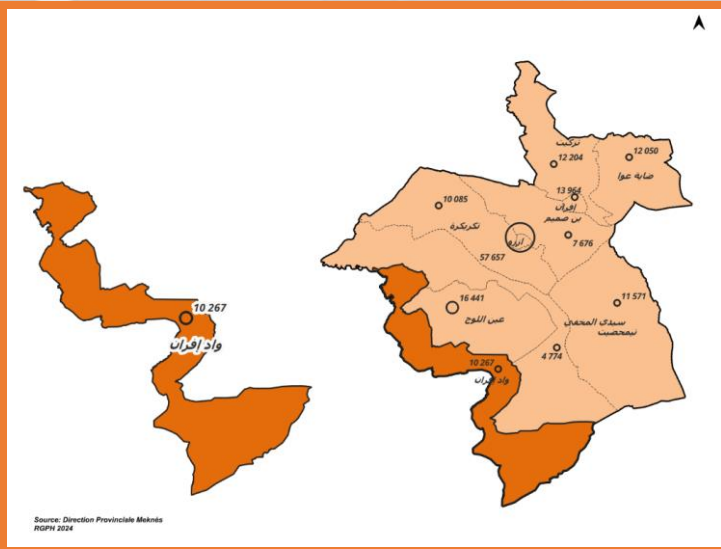 10 267
واد إفران
تزكيت
12 204
12 050
ضاية عوا
13 964
إفران
بن صميم
7 676
10 085
تكريكرة
ازرو
57 657
16 441
عين اللوح
11 571
سيدي المخفي
تيمحضيت
4 774
10 267
واد إفران
Source: Direction Provinciale Meknès
RGPH 2024